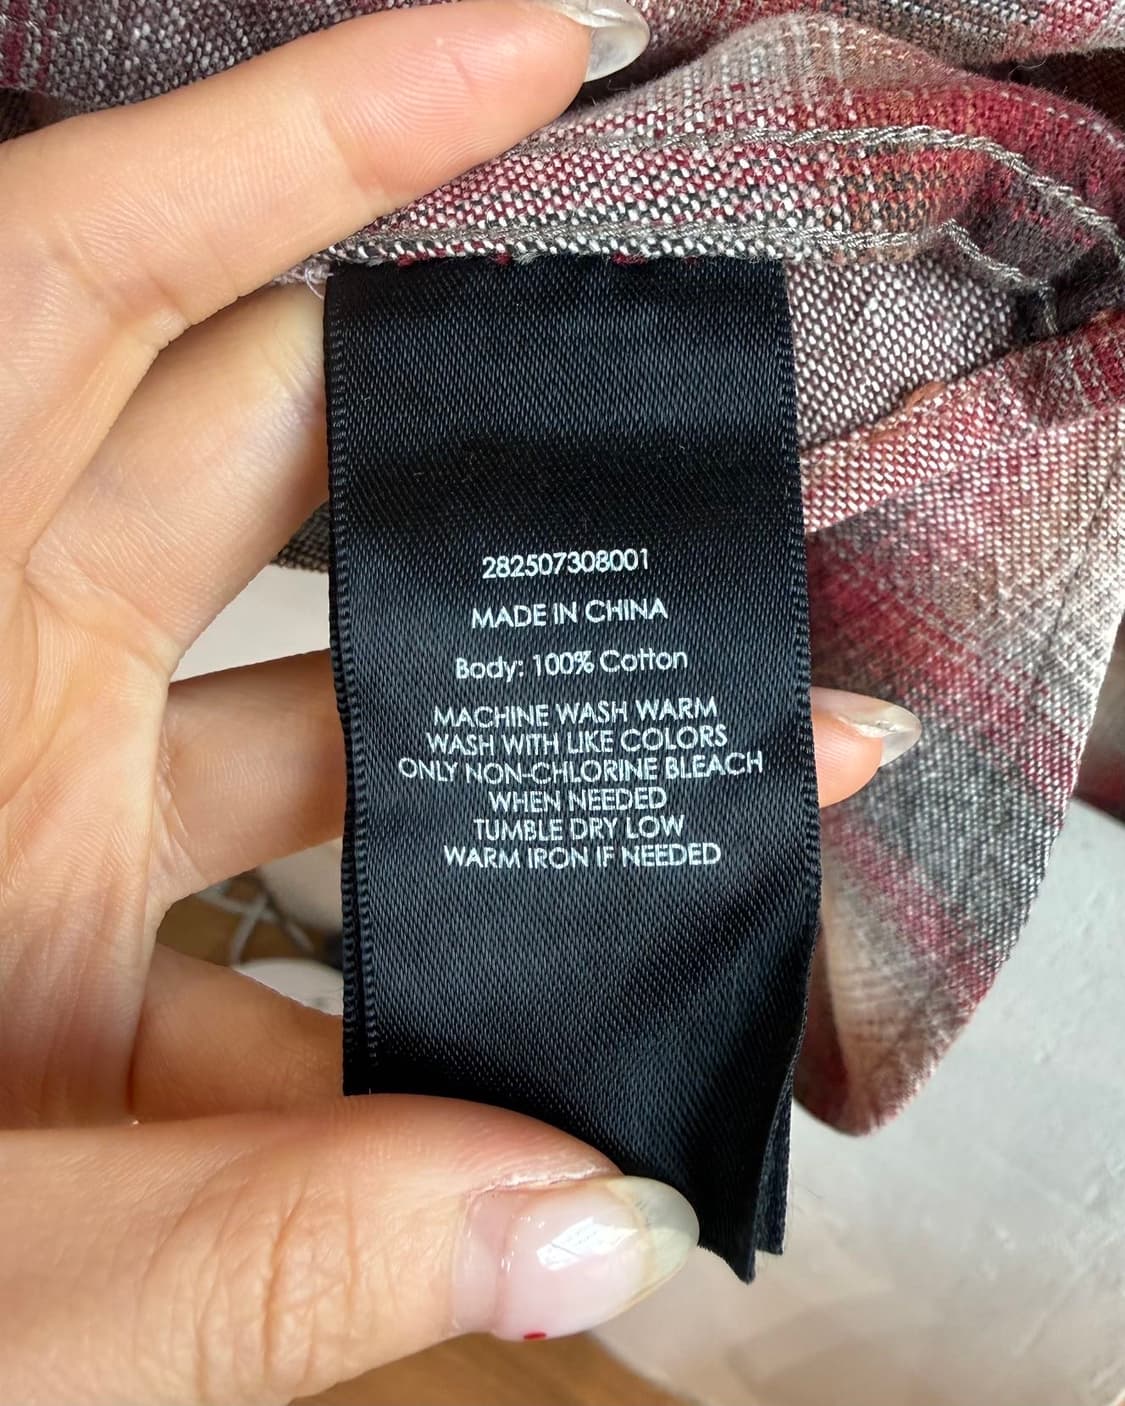 282507308001
MADE IN CHINA
Body: 100% Cotton
MACHINE WASH WARM
WASH WITH LIKE COLORS
ONLY NON-CHLORINE BLEACH
WHEN NEEDED
TUMBLE DRY LOW
WARM IRON IF NEEDED